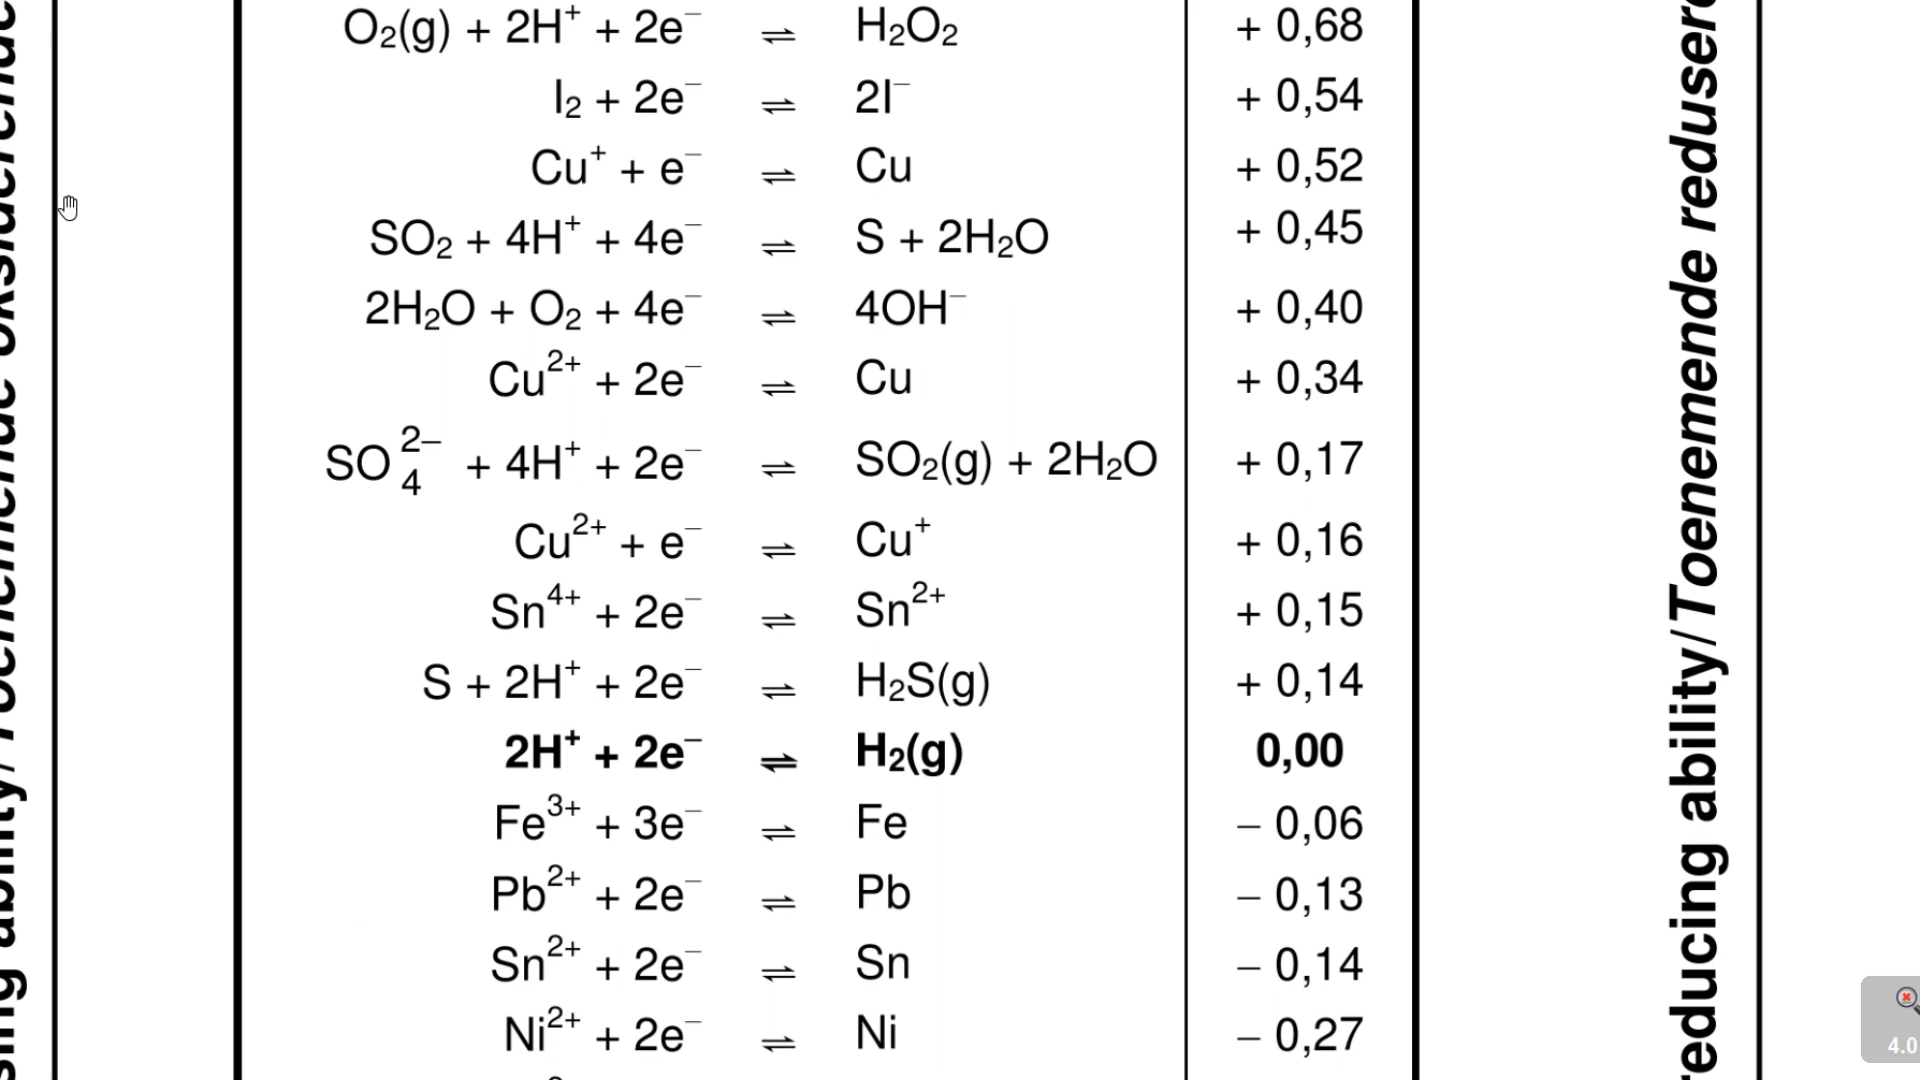 O₂(g) + 2H⁺ + 2e⁻ ⇌ H₂O₂ + 0,68
I₂ + 2e⁻ ⇌ 2I⁻ + 0,54
Cu⁺ + e⁻ ⇌ Cu + 0,52
SO₂ + 4H⁺ + 4e⁻ ⇌ S + 2H₂O + 0,45
2H₂O + O₂ + 4e⁻ ⇌ 4OH⁻ + 0,40
Cu²⁺ + 2e⁻ ⇌ Cu + 0,34
SO₄²⁻ + 4H⁺ + 2e⁻ ⇌ SO₂(g) + 2H₂O + 0,17
Cu²⁺ + e⁻ ⇌ Cu⁺ + 0,16
Sn⁴⁺ + 2e⁻ ⇌ Sn²⁺ + 0,15
S + 2H⁺ + 2e⁻ ⇌ H₂S(g) + 0,14
2H⁺ + 2e⁻ ⇌ H₂(g) 0,00
Fe³⁺ + 3e⁻ ⇌ Fe − 0,06
Pb²⁺ + 2e⁻ ⇌ Pb − 0,13
Sn²⁺ + 2e⁻ ⇌ Sn − 0,14
Ni²⁺ + 2e⁻ ⇌ Ni − 0,27
reducing ability/Toenemende reduser
4.0